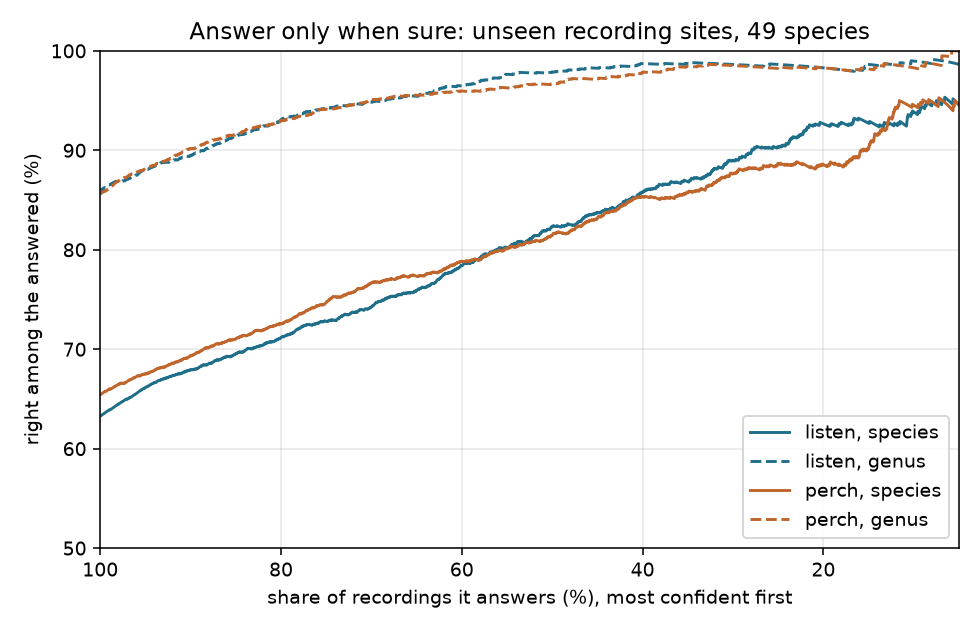 Answer only when sure: unseen recording sites, 49 species
right among the answered (%)
100
90
80
70
60
50
100
80
60
40
20
share of recordings it answers (%), most confident first
listen, species
listen, genus
perch, species
perch, genus